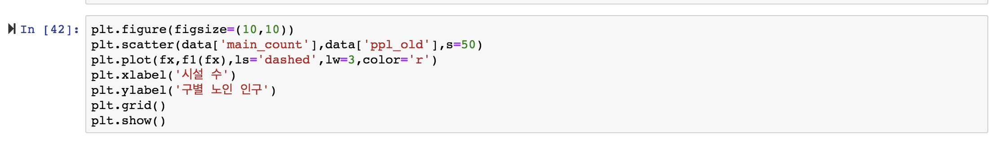 In [42]:
plt.figure(figsize=(10,10))
plt.scatter(data['main_count'],data['ppl_old'],s=50)
plt.plot(fx,f1(fx),ls='dashed',lw=3,color='r')
plt.xlabel('시설 수')
plt.ylabel('구별 노인 인구')
plt.grid()
plt.show()